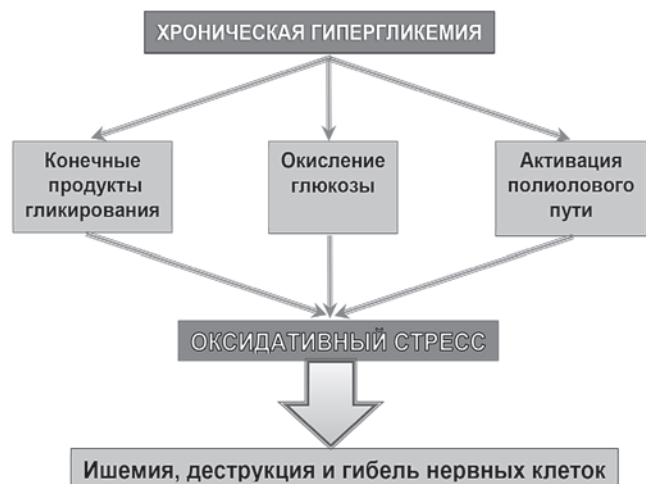 ХРОНИЧЕСКАЯ ГИПЕРГЛИКЕМИЯ
Конечные
продукты
гликирования
Окисление
глюкозы
Активация
полиолового
пути
ОКСИДАТИВНЫЙ СТРЕСС
Ишемия, деструкция и гибель нервных клеток